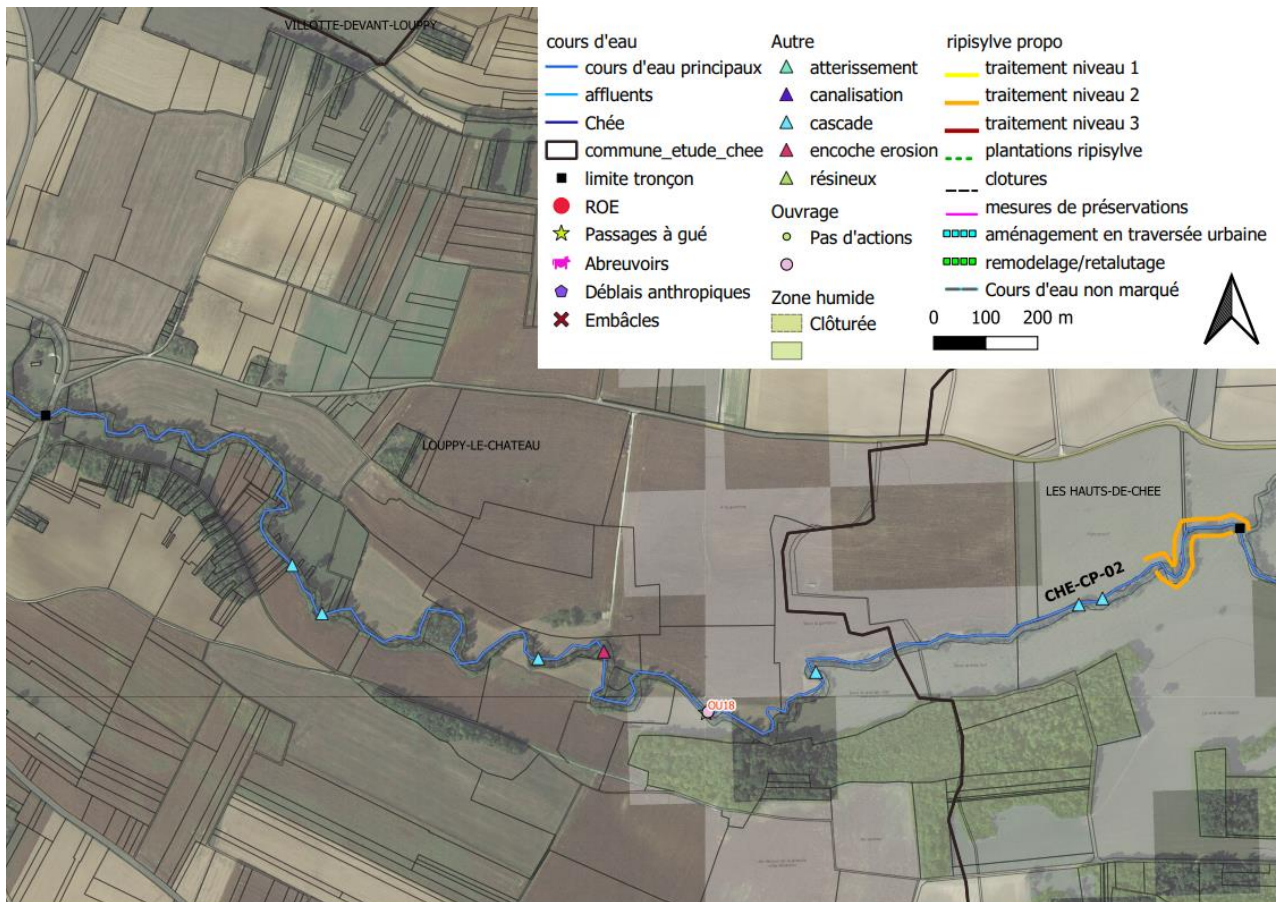 VILLOTTE-DEVANT-LOUPPY
cours d'eau
cours d'eau principaux
affluents
Chée
commune_etude_chee
limite tronçon
ROE
Passages à gué
Abreuvoirs
Déblais anthropiques
Embâcles
Autre
atterissement
canalisation
cascade
encoche erosion
résineux
Ouvrage
Pas d'actions
Zone humide
Clôturée
ripisylve propo
traitement niveau 1
traitement niveau 2
traitement niveau 3
plantations ripisylve
clotures
mesures de préservations
aménagement en traversée urbaine
remodelage/retalutage
Cours d'eau non marqué
0 100 200 m
LOUPPY-LE-CHATEAU
LES HAUTS-DE-CHEE
CHE-CP-02
OU18